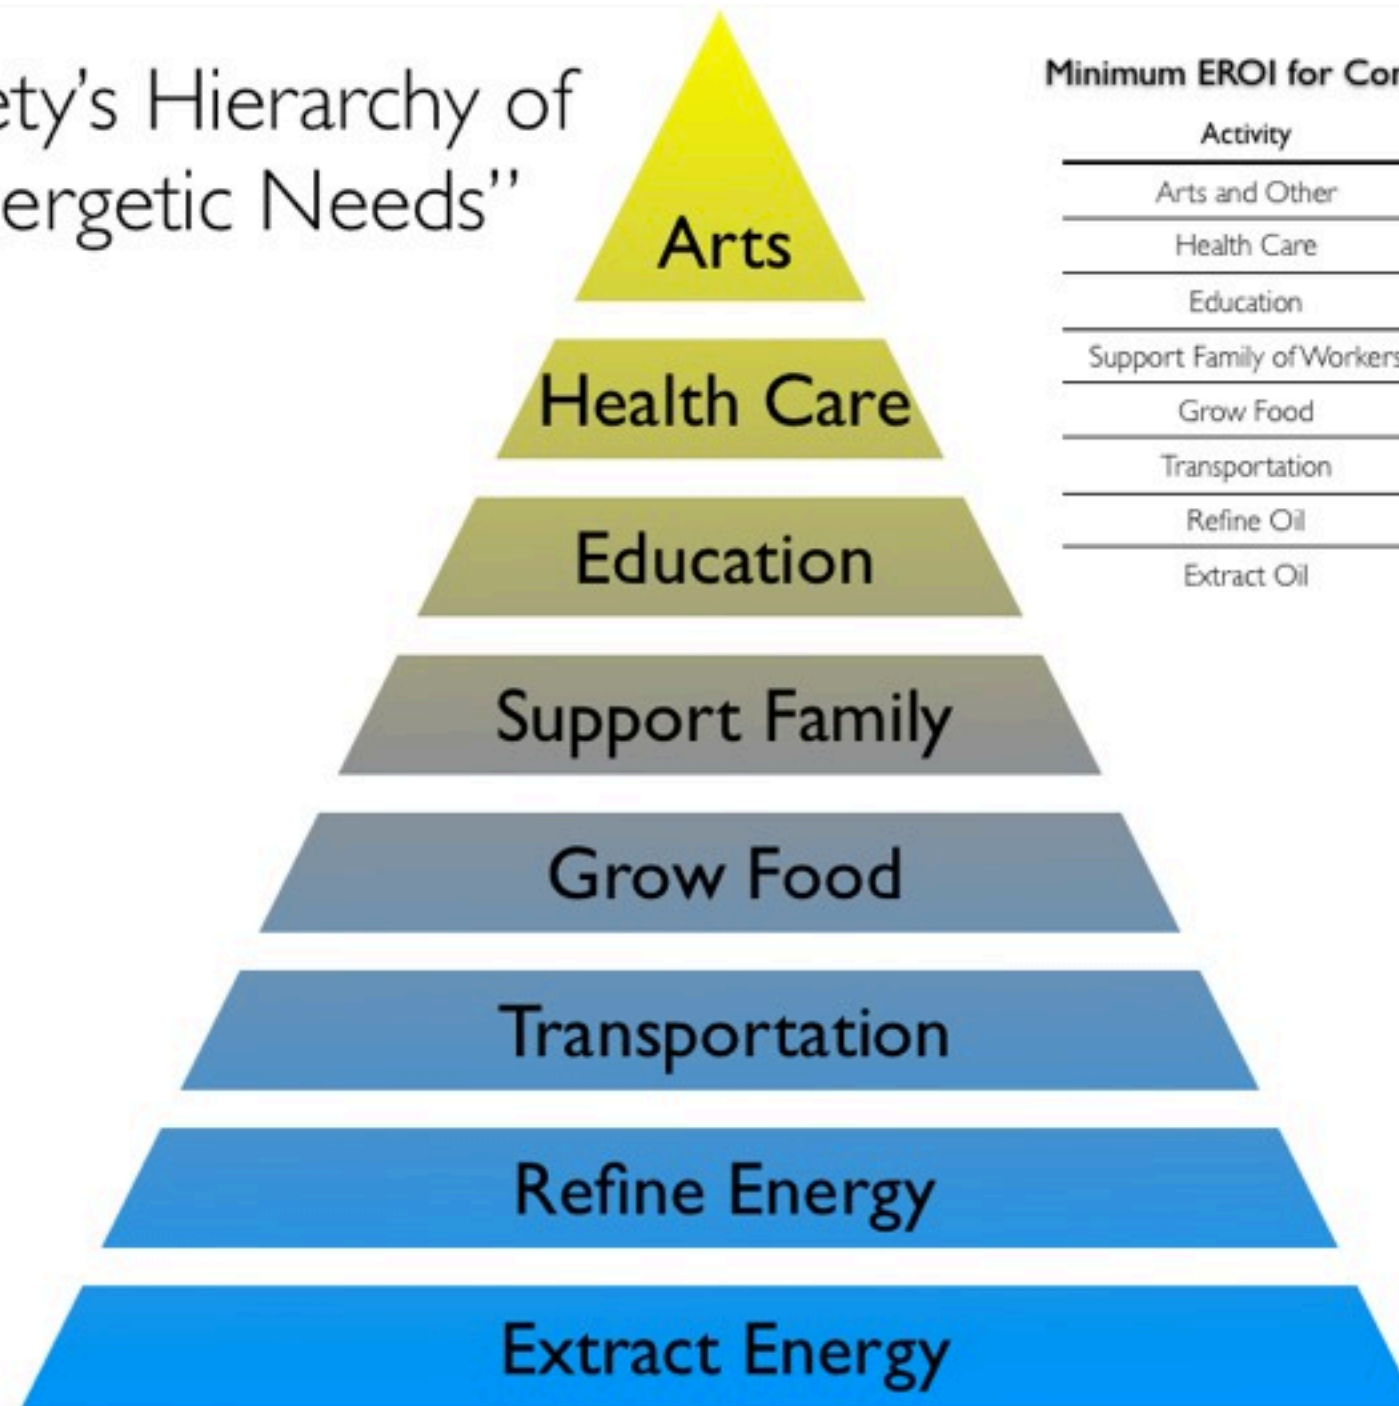 ety's Hierarchy of
ergetic Needs”
Minimum EROI for Con
Activity
Arts and Other
Health Care
Education
Support Family of Workers
Grow Food
Transportation
Refine Oil
Extract Oil
Arts
Health Care
Education
Support Family
Grow Food
Transportation
Refine Energy
Extract Energy